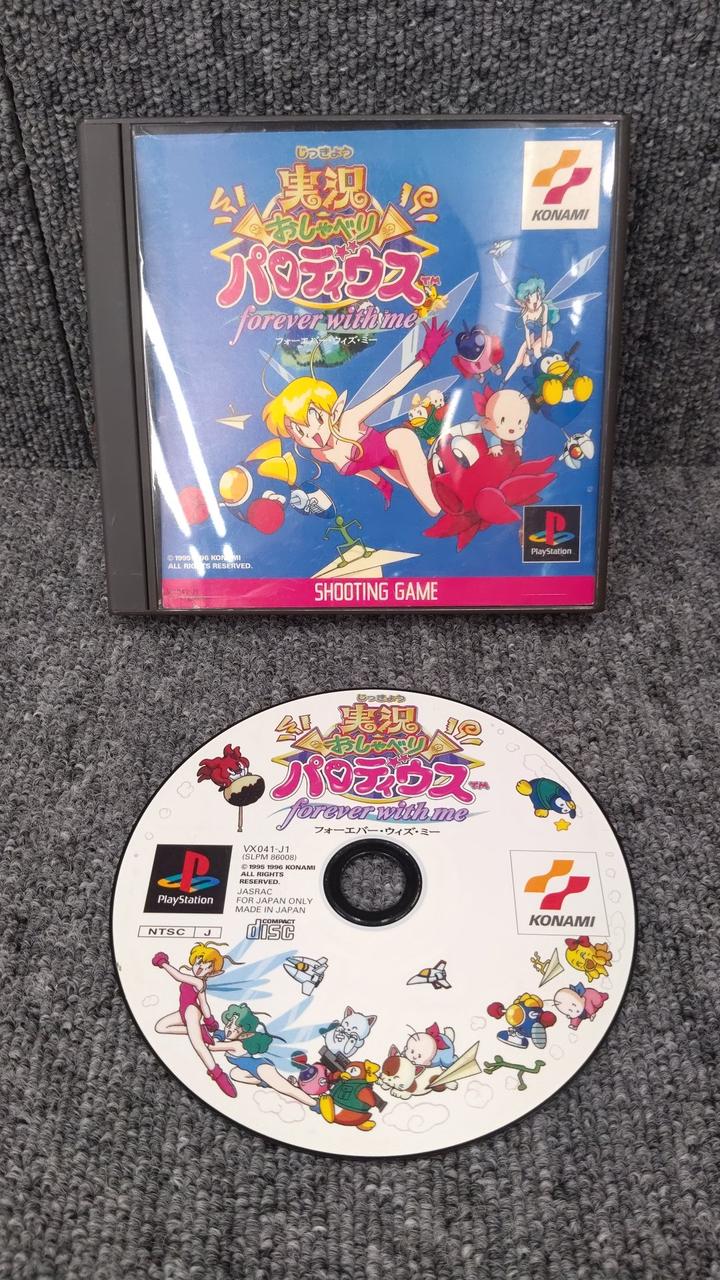 じっきょう
実況
おしゃべり
パロディウス™
forever with me
フォーエバー・ウィズ・ミー
KONAMI
PlayStation
©1995 1996 KONAMI
ALL RIGHTS RESERVED.
SHOOTING GAME
じっきょう
実況
おしゃべり
パロディウス™
forever with me
フォーエバー・ウィズ・ミー
PlayStation
NTSC J
VX041-J1
(SLPM 86008)
©1995 1996 KONAMI
ALL RIGHTS
RESERVED.
JASRAC
FOR JAPAN ONLY
MADE IN JAPAN
COMPACT
disc
KONAMI